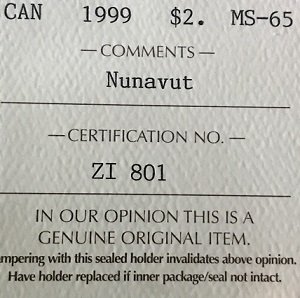 CAN 1999 $2. MS-65
— COMMENTS —
Nunavut
— CERTIFICATION NO. —
ZI 801
IN OUR OPINION THIS IS A
GENUINE ORIGINAL ITEM.
mpering with this sealed holder invalidates above opinion.
Have holder replaced if inner package/seal not intact.